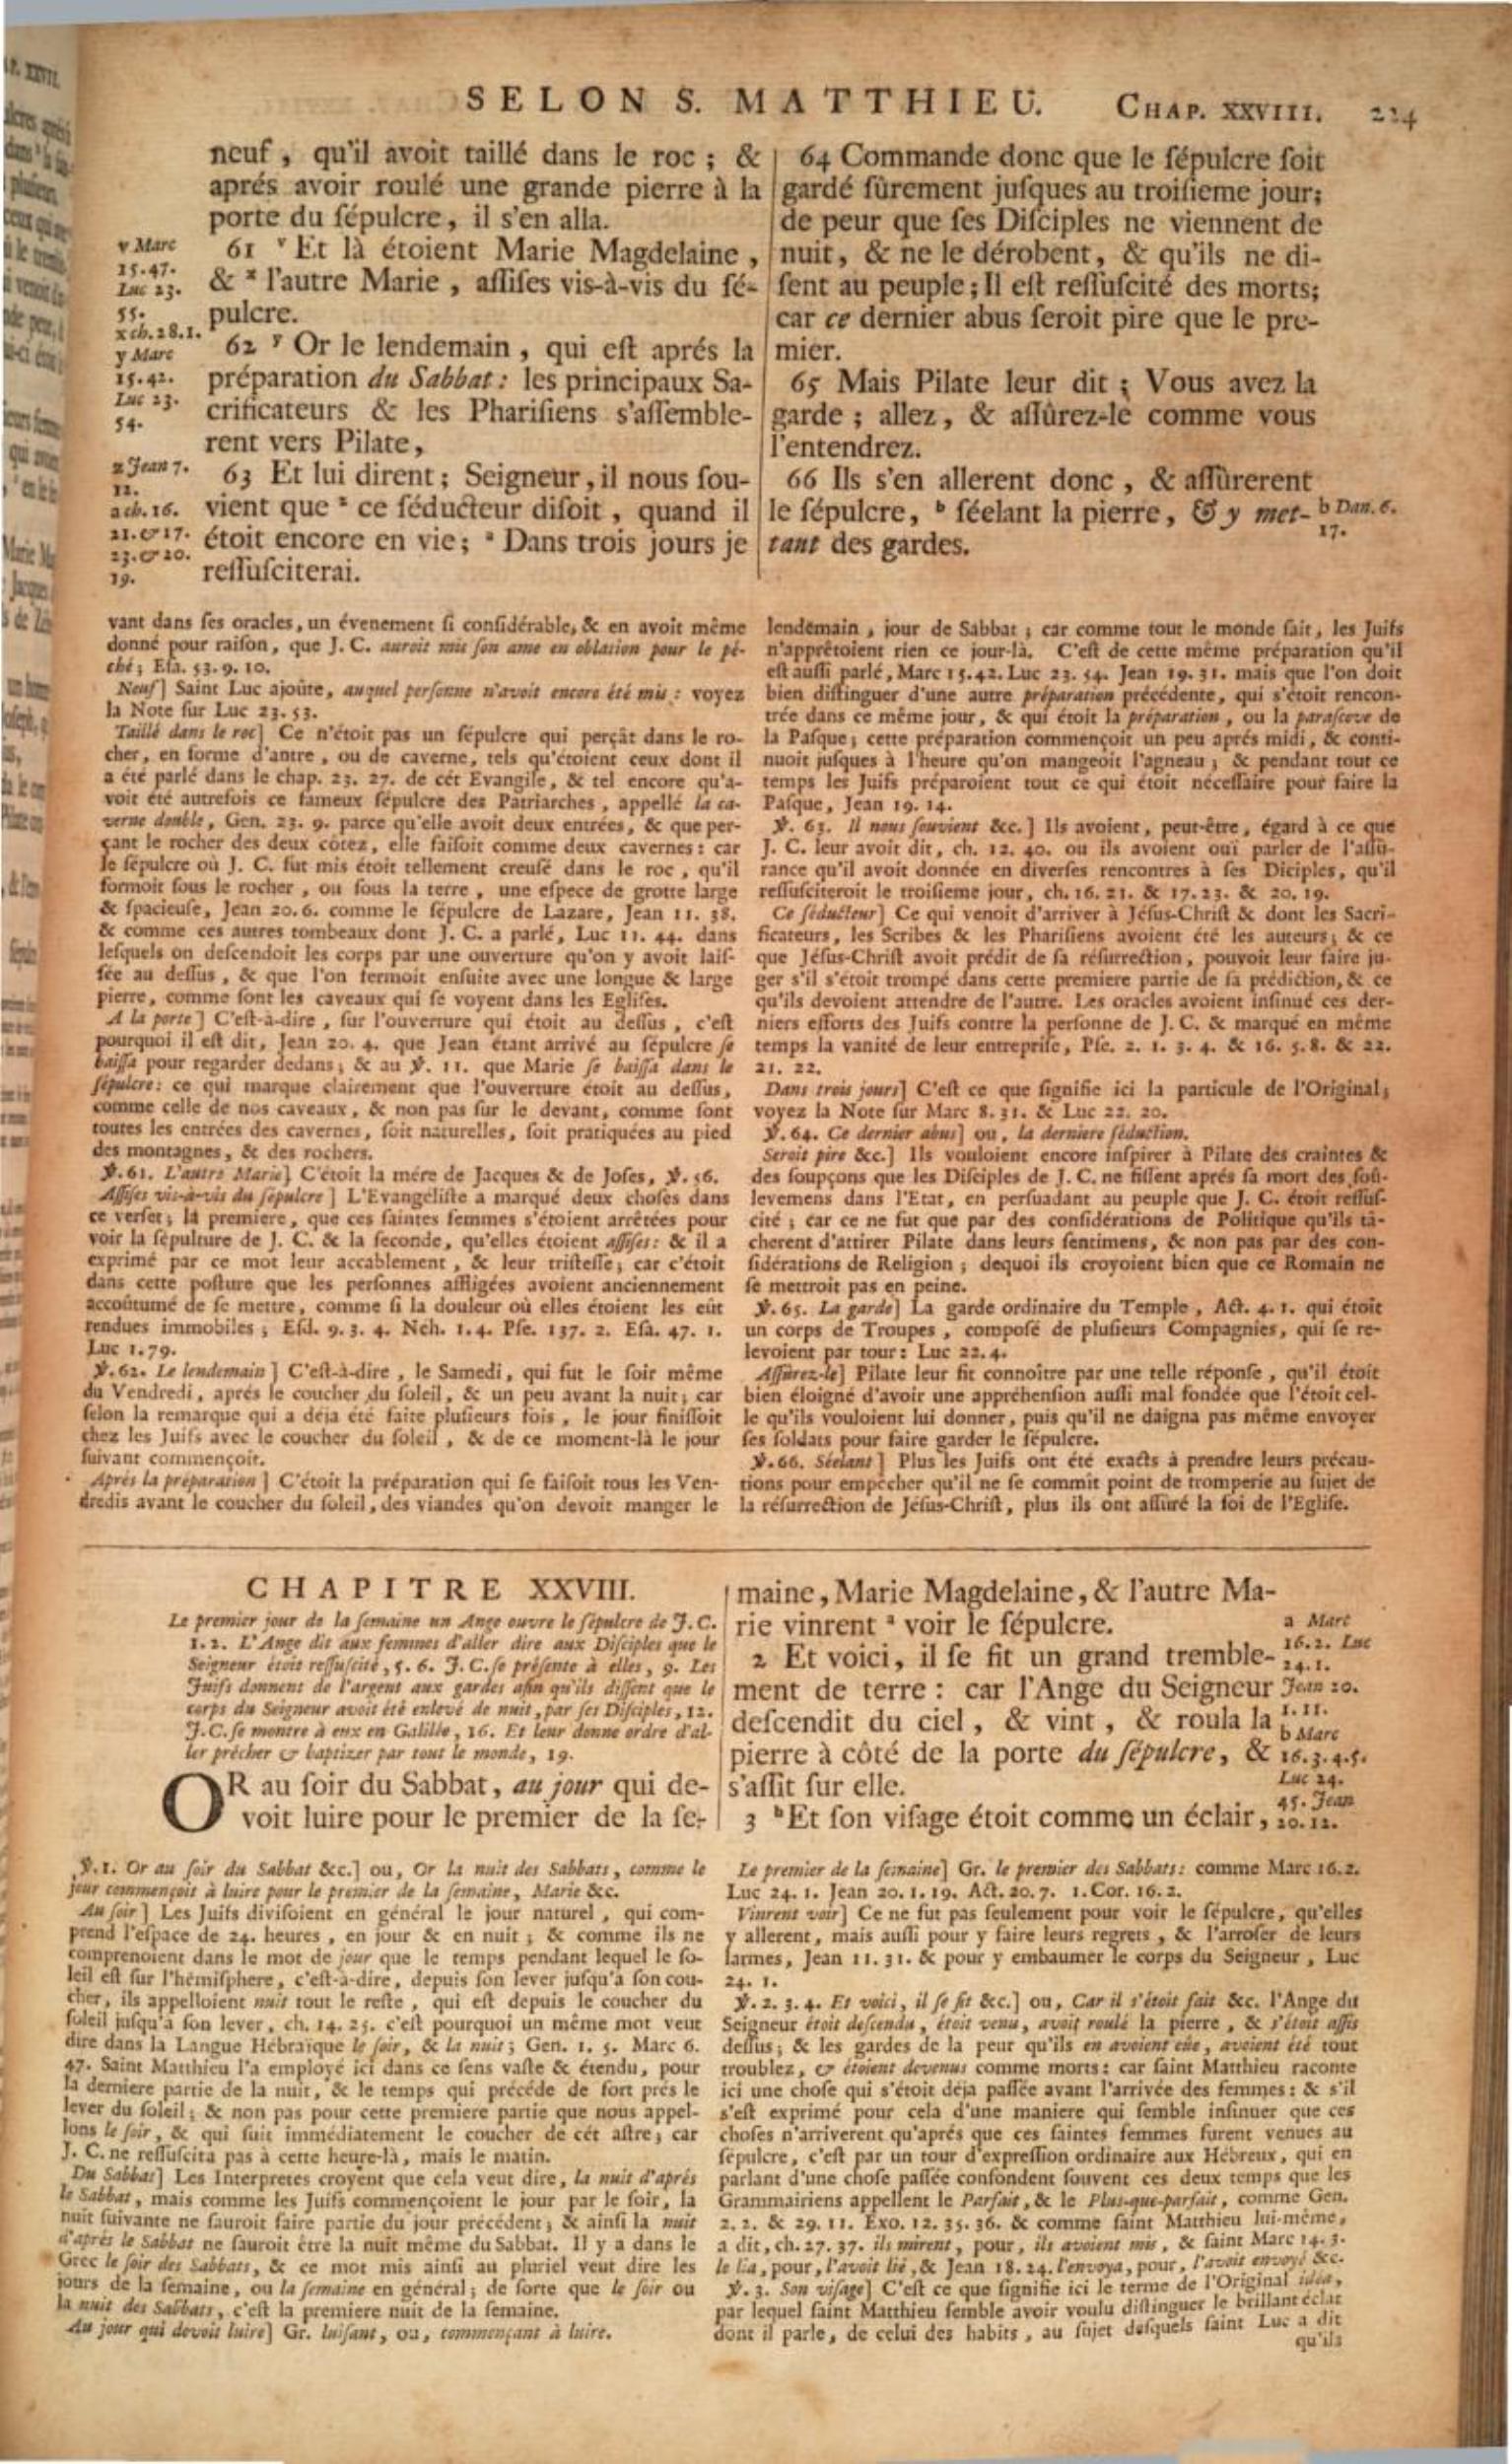 SELON S. MATTHIEU. CHAP. XXVIII. 224
neuf, qu'il avoit taillé dans le roc ; &
aprés avoir roulé une grande pierre à la
porte du ſépulcre, il s'en alla.
61 ᵛ Et là étoient Marie Magdelaine,
& ˣ l'autre Marie, aſſiſes vis-à-vis du ſé-
pulcre.
62 ʸ Or le lendemain, qui eſt aprés la
préparation du Sabbat : les principaux Sa-
crificateurs & les Phariſiens s'aſſemble-
rent vers Pilate,
63 Et lui dirent ; Seigneur, il nous ſou-
vient que ᶻ ce ſéducteur diſoit, quand il
étoit encore en vie ; ᵃ Dans trois jours je
reſſuſciterai.
v Marc
15.47.
Luc 23.
55.
x ch.28.1.
y Marc
15.42.
Luc 23.
54.
z Jean 7.
12.
a ch.16.
21.&17.
23.&20.
19.
64 Commande donc que le ſépulcre ſoit
gardé ſûrement juſques au troiſieme jour;
de peur que ſes Diſciples ne viennent de
nuit, & ne le dérobent, & qu'ils ne di-
ſent au peuple ; Il eſt reſſuſcité des morts;
car ce dernier abus ſeroit pire que le pre-
mier.
65 Mais Pilate leur dit ; Vous avez la
garde ; allez, & aſſûrez-le comme vous
l'entendrez.
66 Ils s'en allerent donc, & aſſûrerent
le ſépulcre, ᵇ ſéelant la pierre, & y met-
tant des gardes.
b Dan. 6.
17.
vant dans ſes oracles, un évenement ſi conſidérable, & en avoit même
donné pour raiſon, que J. C. auroit mis ſon ame en oblation pour le pé-
ché ; Eſa. 53. 9. 10.
Neuf] Saint Luc ajoûte, auquel perſonne n'avoit encore été mis : voyez
la Note ſur Luc 23. 53.
Taillé dans le roc] Ce n'étoit pas un ſépulcre qui perçât dans le ro-
cher, en forme d'antre, ou de caverne, tels qu'étoient ceux dont il
a été parlé dans le chap. 23. 27. de cét Evangile, & tel encore qu'a-
voit été autrefois ce fameux ſépulcre des Patriarches, appellé la ca-
verne double, Gen. 23. 9. parce qu'elle avoit deux entrées, & que per-
çant le rocher des deux côtez, elle faiſoit comme deux cavernes : car
le ſépulcre où J. C. fut mis étoit tellement creuſé dans le roc, qu'il
formoit ſous le rocher, ou ſous la terre, une eſpece de grotte large
& ſpacieuſe, Jean 20. 6. comme le ſépulcre de Lazare, Jean 11. 38.
& comme ces autres tombeaux dont J. C. a parlé, Luc 11. 44. dans
leſquels on deſcendoit les corps par une ouverture qu'on y avoit laiſ-
ſée au deſſus, & que l'on fermoit enſuite avec une longue & large
pierre, comme ſont les caveaux qui ſe voyent dans les Egliſes.
A la porte] C'eſt-à-dire, ſur l'ouverture qui étoit au deſſus, c'eſt
pourquoi il eſt dit, Jean 20. 4. que Jean étant arrivé au ſépulcre ſe
baiſſa pour regarder dedans ; & au ℣. 11. que Marie ſe baiſſa dans le
ſépulcre : ce qui marque clairement que l'ouverture étoit au deſſus,
comme celle de nos caveaux, & non pas ſur le devant, comme ſont
toutes les entrées des cavernes, ſoit naturelles, ſoit pratiquées au pied
des montagnes, & des rochers.
℣.61. L'autre Marie] C'étoit la mére de Jacques & de Joſes, ℣. 56.
Aſſiſes vis-à-vis du ſépulcre] L'Evangéliſte a marqué deux choſes dans
ce verſet ; la premiere, que ces ſaintes femmes s'étoient arrêtées pour
voir la ſépulture de J. C. & la ſeconde, qu'elles étoient aſſiſes : & il a
exprimé par ce mot leur accablement, & leur triſteſſe ; car c'étoit
dans cette poſture que les perſonnes affligées avoient anciennement
accoûtumé de ſe mettre, comme ſi la douleur où elles étoient les eût
rendues immobiles ; Eſd. 9. 3. 4. Neh. 1. 4. Pſe. 137. 2. Eſa. 47. 1.
Luc 1. 79.
℣.62. Le lendemain] C'eſt-à-dire, le Samedi, qui fut le ſoir même
du Vendredi, aprés le coucher du ſoleil, & un peu avant la nuit ; car
ſelon la remarque qui a déja été faite pluſieurs fois, le jour finiſſoit
chez les Juifs avec le coucher du ſoleil, & de ce moment-là le jour
ſuivant commençoit.
Aprés la préparation] C'étoit la préparation qui ſe faiſoit tous les Ven-
dredis avant le coucher du ſoleil, des viandes qu'on devoit manger le
lendemain, jour de Sabbat ; car comme tout le monde ſait, les Juifs
n'apprêtoient rien ce jour-là. C'eſt de cette même préparation qu'il
eſt auſſi parlé, Marc 15. 42. Luc 23. 54. Jean 19. 31. mais que l'on doit
bien diſtinguer d'une autre préparation précédente, qui s'étoit rencon-
trée dans ce même jour, & qui étoit la préparation, ou la paraſceve de
la Paſque ; cette préparation commençoit un peu aprés midi, & conti-
nuoit juſques à l'heure qu'on mangeoit l'agneau ; & pendant tout ce
temps les Juifs préparoient tout ce qui étoit néceſſaire pour faire la
Paſque, Jean 19. 14.
℣. 63. Il nous ſouvient &c.] Ils avoient, peut-être, égard à ce que
J. C. leur avoit dit, ch. 12. 40. ou ils avoient ouï parler de l'aſſû-
rance qu'il avoit donnée en diverſes rencontres à ſes Diciples, qu'il
reſſuſciteroit le troiſieme jour, ch. 16. 21. & 17. 23. & 20. 19.
Ce ſéducteur] Ce qui venoit d'arriver à Jéſus-Chriſt & dont les Sacri-
ficateurs, les Scribes & les Phariſiens avoient été les auteurs ; & ce
que Jéſus-Chriſt avoit prédit de ſa réſurrection, pouvoit leur faire ju-
ger s'il s'étoit trompé dans cette premiere partie de ſa prédiction, & ce
qu'ils devoient attendre de l'autre. Les oracles avoient inſinué ces der-
niers efforts des Juifs contre la perſonne de J. C. & marqué en même
temps la vanité de leur entrepriſe, Pſe. 2. 1. 3. 4. & 16. 5. 8. & 22.
21. 22.
Dans trois jours] C'eſt ce que ſignifie ici la particule de l'Original ;
voyez la Note ſur Marc 8. 31. & Luc 22. 20.
℣. 64. Ce dernier abus] ou, la derniere ſéduction.
Seroit pire &c.] Ils vouloient encore inſpirer à Pilate des craintes &
des ſoupçons que les Diſciples de J. C. ne fiſſent aprés ſa mort des ſoû-
levemens dans l'Etat, en perſuadant au peuple que J. C. étoit reſſuſ-
cité ; car ce ne fut que par des conſidérations de Politique qu'ils tâ-
cherent d'attirer Pilate dans leurs ſentimens, & non pas par des con-
ſidérations de Religion ; dequoi ils croyoient bien que ce Romain ne
ſe mettroit pas en peine.
℣. 65. La garde] La garde ordinaire du Temple, Act. 4. 1. qui étoit
un corps de Troupes, compoſé de pluſieurs Compagnies, qui ſe re-
levoient par tour : Luc 22. 4.
Aſſûrez-le] Pilate leur fit connoître par une telle réponſe, qu'il étoit
bien éloigné d'avoir une appréhenſion auſſi mal fondée que l'étoit cel-
le qu'ils vouloient lui donner, puis qu'il ne daigna pas même envoyer
ſes ſoldats pour faire garder le ſépulcre.
℣. 66. Séelant] Plus les Juifs ont été exacts à prendre leurs précau-
tions pour empêcher qu'il ne ſe commit point de tromperie au ſujet de
la réſurrection de Jéſus-Chriſt, plus ils ont aſſûré la foi de l'Egliſe.
CHAPITRE XXVIII.
Le premier jour de la ſemaine un Ange ouvre le ſépulcre de J. C.
1. 2. L'Ange dit aux femmes d'aller dire aux Diſciples que le
Seigneur étoit reſſuſcité, 5. 6. J. C. ſe préſente à elles, 9. Les
Juifs donnent de l'argent aux gardes afin qu'ils diſent que le
corps du Seigneur avoit été enlevé de nuit, par ſes Diſciples, 12.
J. C. ſe montre à eux en Galilée, 16. Et leur donne ordre d'al-
ler prêcher & baptizer par tout le monde, 19.
OR au ſoir du Sabbat, au jour qui de-
voit luire pour le premier de la ſe-
maine, Marie Magdelaine, & l'autre Ma-
rie vinrent ᵃ voir le ſépulcre.
2 Et voici, il ſe fit un grand tremble-
ment de terre : car l'Ange du Seigneur
deſcendit du ciel, & vint, & roula la
pierre à côté de la porte du ſépulcre, &
s'aſſit ſur elle.
3 ᵇ Et ſon viſage étoit comme un éclair,
a Marc
16.2. Luc
24.1.
Jean 20.
1.11.
b Marc
16.3.4.5.
Luc 24.
45. Jean
20.12.
℣.1. Or au ſoir du Sabbat &c.] ou, Or la nuit des Sabbats, comme le
jour commençoit à luire pour le premier de la ſemaine, Marie &c.
Au ſoir] Les Juifs diviſoient en général le jour naturel, qui com-
prend l'eſpace de 24. heures, en jour & en nuit ; & comme ils ne
comprenoient dans le mot de jour que le temps pendant lequel le ſo-
leil eſt ſur l'hémiſphere, c'eſt-à-dire, depuis ſon lever juſqu'à ſon cou-
cher, ils appelloient nuit tout le reſte, qui eſt depuis le coucher du
ſoleil juſqu'à ſon lever, ch. 14. 25. c'eſt pourquoi un même mot veut
dire dans la Langue Hébraïque le ſoir, & la nuit ; Gen. 1. 5. Marc 6.
47. Saint Matthieu l'a employé ici dans ce ſens vaſte & étendu, pour
la derniere partie de la nuit, & le temps qui précéde de fort prés le
lever du ſoleil ; & non pas pour cette premiere partie que nous appel-
lons le ſoir, & qui ſuit immédiatement le coucher de cét aſtre ; car
J. C. ne reſſuſcita pas à cette heure-là, mais le matin.
Du Sabbat] Les Interpretes croyent que cela veut dire, la nuit d'aprés
le Sabbat, mais comme les Juifs commençoient le jour par le ſoir, la
nuit ſuivante ne ſauroit faire partie du jour précédent ; & ainſi la nuit
d'aprés le Sabbat ne ſauroit être la nuit même du Sabbat. Il y a dans le
Grec le ſoir des Sabbats, & ce mot mis ainſi au pluriel veut dire les
jours de la ſemaine, ou la ſemaine en général ; de ſorte que le ſoir ou
la nuit des Sabbats, c'eſt la premiere nuit de la ſemaine.
Au jour qui devoit luire] Gr. luiſant, ou, commençant à luire.
Le premier de la ſemaine] Gr. le premier des Sabbats : comme Marc 16. 2.
Luc 24. 1. Jean 20. 1. 19. Act. 20. 7. 1. Cor. 16. 2.
Vinrent voir] Ce ne fut pas ſeulement pour voir le ſépulcre, qu'elles
y allerent, mais auſſi pour y faire leurs regrets, & l'arroſer de leurs
larmes, Jean 11. 31. & pour y embaumer le corps du Seigneur, Luc
24. 1.
℣. 2. 3. 4. Et voici, il ſe fit &c.] ou, Car il s'étoit fait &c. l'Ange du
Seigneur étoit deſcendu, étoit venu, avoit roulé la pierre, & s'étoit aſſis
deſſus ; & les gardes de la peur qu'ils en avoient eüe, avoient été tout
troublez, & étoient devenus comme morts : car ſaint Matthieu raconte
ici une choſe qui s'étoit déja paſſée avant l'arrivée des femmes : & s'il
s'eſt exprimé pour cela d'une maniere qui ſemble inſinuer que ces
choſes n'arriverent qu'aprés que ces ſaintes femmes furent venues au
ſépulcre, c'eſt par un tour d'expreſſion ordinaire aux Hébreux, qui en
parlant d'une choſe paſſée confondent ſouvent ces deux temps que les
Grammairiens appellent le Parfait, & le Plus-que-parfait, comme Gen.
2. 2. & 29. 11. Exo. 12. 35. 36. & comme ſaint Matthieu lui-même,
a dit, ch. 27. 37. ils mirent, pour, ils avoient mis, & ſaint Marc 14. 3.
le lia, pour, l'avoit lié, & Jean 18. 24. l'envoya, pour, l'avoit envoyé &c.
℣. 3. Son viſage] C'eſt ce que ſignifie ici le terme de l'Original idéa,
par lequel ſaint Matthieu ſemble avoir voulu diſtinguer le brillant éclat
dont il parle, de celui des habits, au ſujet deſquels ſaint Luc a dit
qu'ils